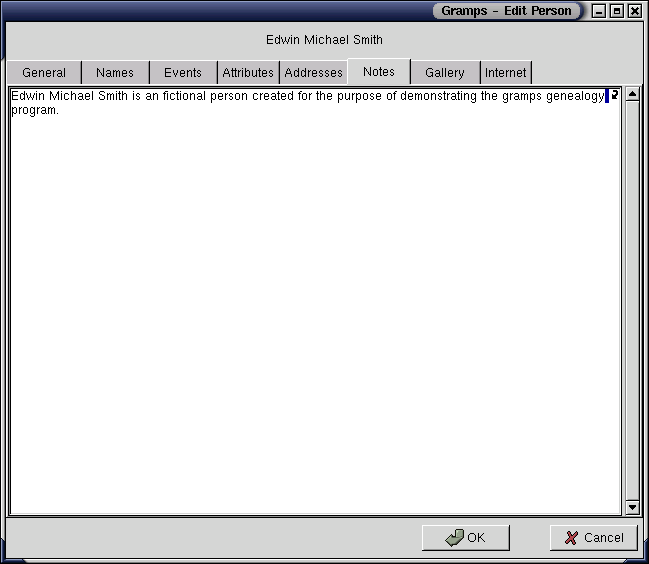 Gramps - Edit Person
Edwin Michael Smith
General Names Events Attributes Addresses Notes Gallery Internet
Edwin Michael Smith is an fictional person created for the purpose of demonstrating the gramps genealogy
program.
OK Cancel